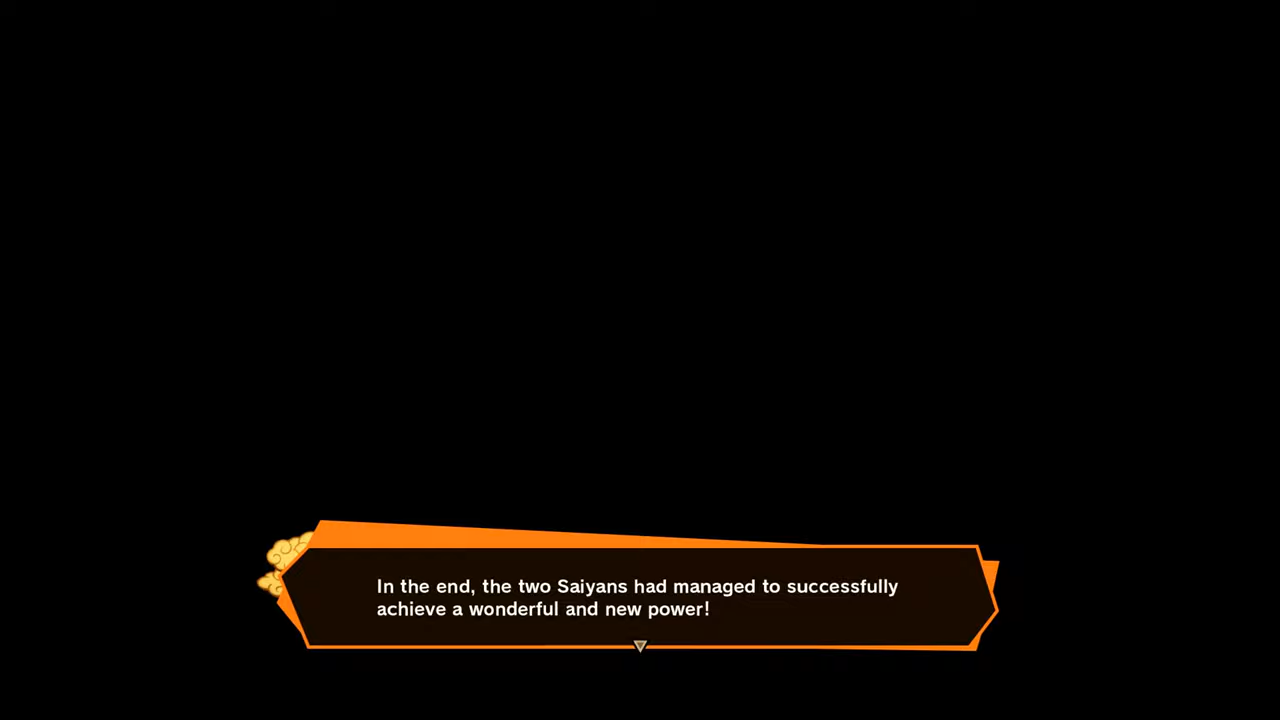 In the end, the two Saiyans had managed to successfully
achieve a wonderful and new power!